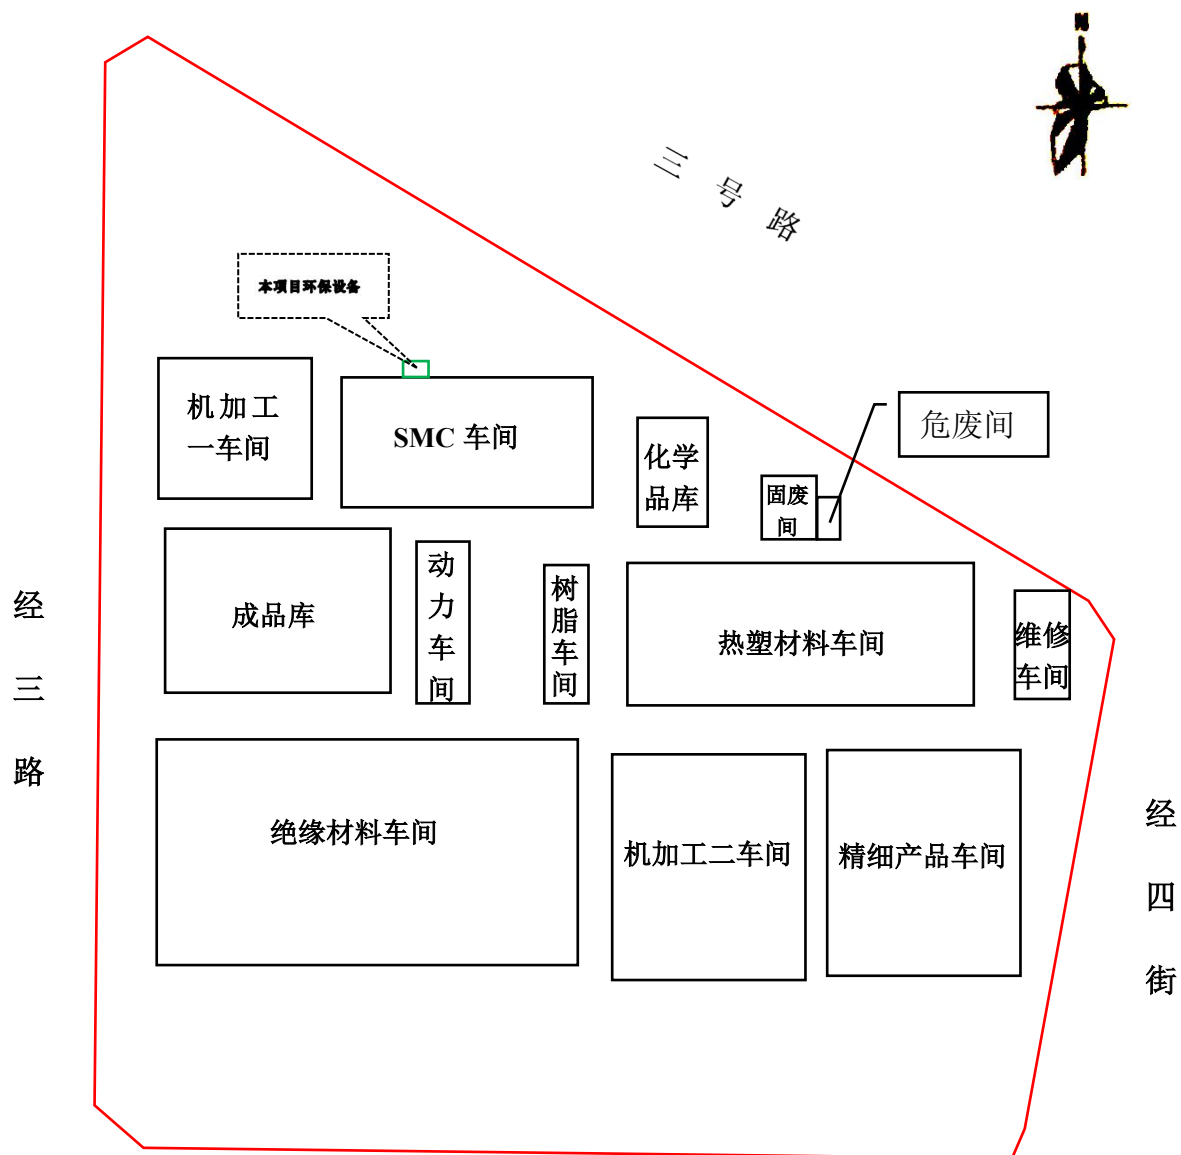 N
三号路
本项目环保设备
机加工
一车间
SMC 车间
化学
品库
固废
间
危废间
成品库
动
力
车
间
树
脂
车
间
热塑材料车间
维修
车间
经
三
路
绝缘材料车间
机加工二车间
精细产品车间
经
四
街